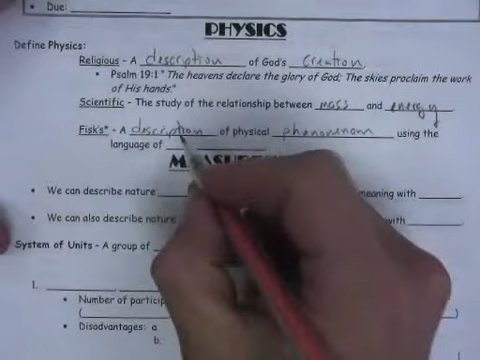 Due:
PHYSICS
Define Physics:
Religious - A description of God's creation.
Psalm 19:1 "The heavens declare the glory of God; The skies proclaim the work
of His hands."
Scientific - The study of the relationship between mass and energy
Fisk's* - A description of physical phenomenom using the
language of
We can describe nature meaning with
We can also describe nature with
System of Units - A group of
1.
Number of particip
Disadvantages: a
b.